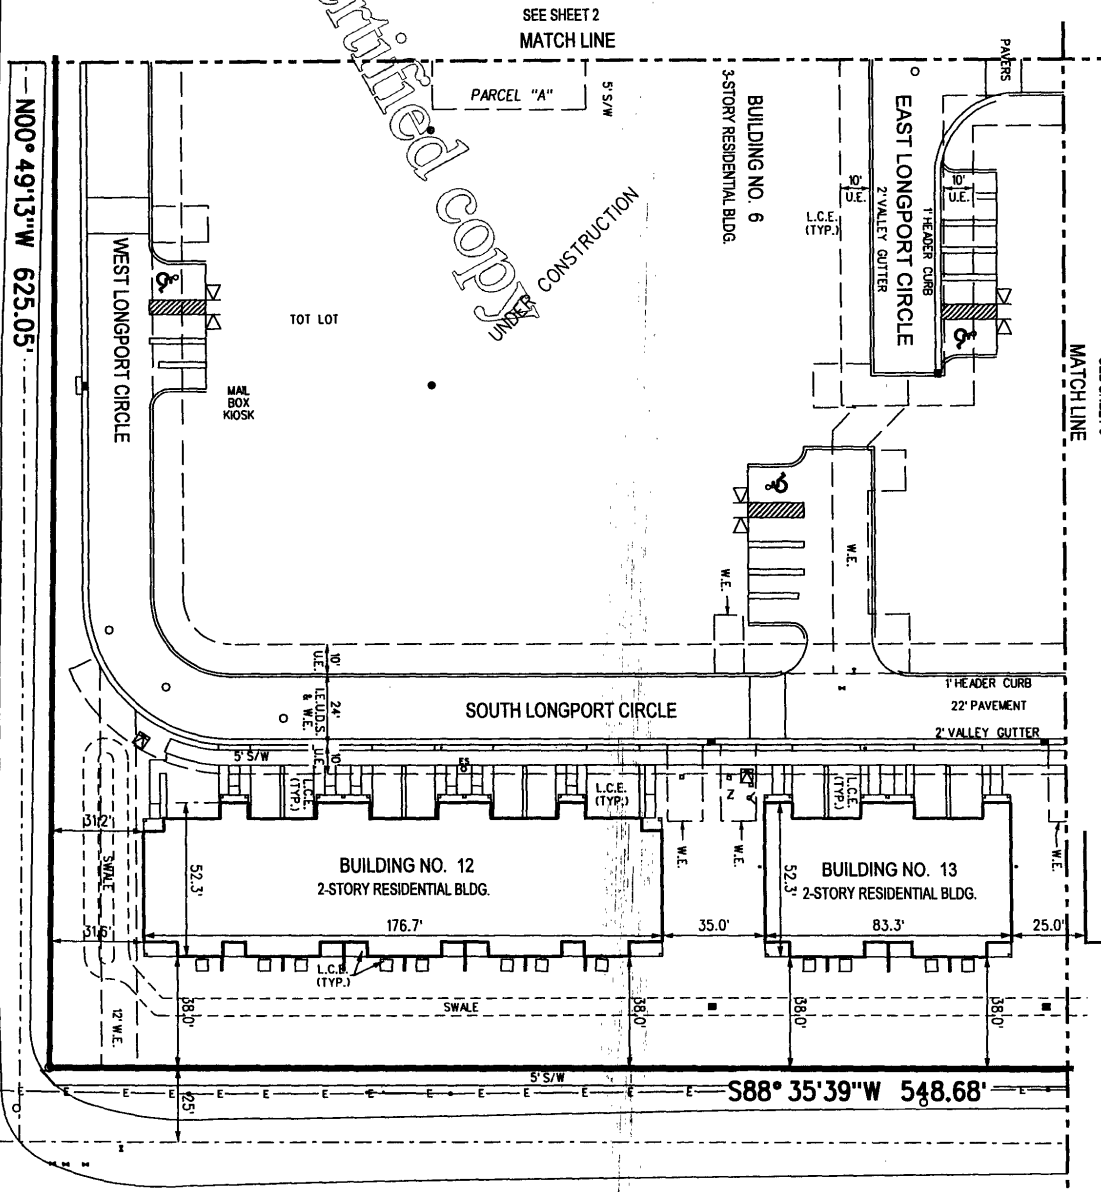 SEE SHEET 2
MATCH LINE
PAVERS
PARCEL "A"
5' S/W
certified copy
3-STORY RESIDENTIAL BLDG.
BUILDING NO. 6
EAST LONGPORT CIRCLE
10'
U.E.
2' VALLEY GUTTER
1' HEADER CURB
10'
U.E.
L.C.E.
(TYP.)
N00° 49'13"W 625.05'
WEST LONGPORT CIRCLE
UNDER CONSTRUCTION
TOT LOT
MAIL
BOX
KIOSK
MATCH LINE
W.E.
W.E.
10'
U.E.
24'
I.E.U.D.S.
& W.E.
SOUTH LONGPORT CIRCLE
1' HEADER CURB
22' PAVEMENT
2' VALLEY GUTTER
5' S/W
10'
U.E.
ES
L.C.E.
(TYP.)
L.C.E.
(TYP.)
L.C.E.
(TYP.)
N
31.2'
SWALE
52.3'
BUILDING NO. 12
2-STORY RESIDENTIAL BLDG.
W.E.
W.E.
52.3'
BUILDING NO. 13
2-STORY RESIDENTIAL BLDG.
W.E.
31.6'
176.7'
35.0'
83.3'
25.0'
L.C.E.
(TYP.)
12' W.E.
38.0'
SWALE
38.0'
38.0'
38.0'
5' S/W
E E E E E E E E E
S88° 35'39"W 548.68'
E
25'